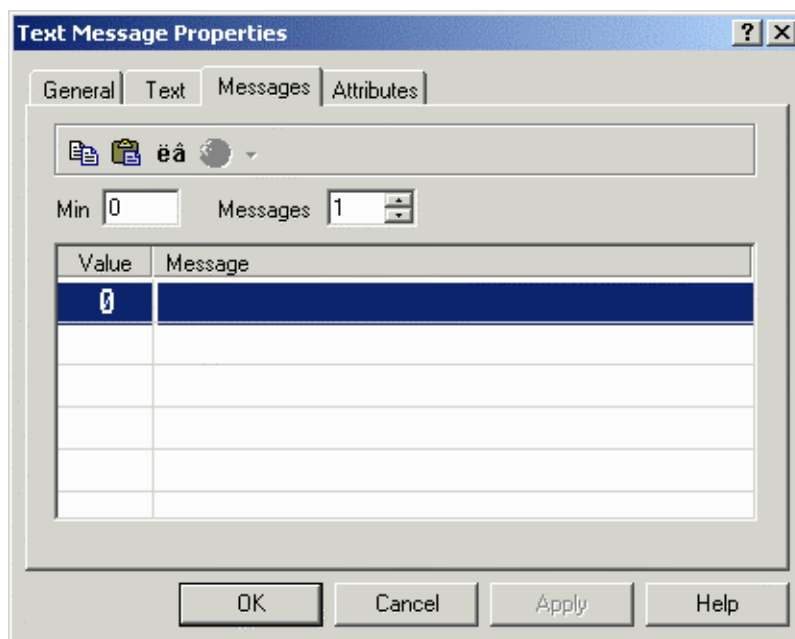 Text Message Properties
General Text Messages Attributes
ëâ
Min 0 Messages 1
Value Message
0
OK Cancel Apply Help